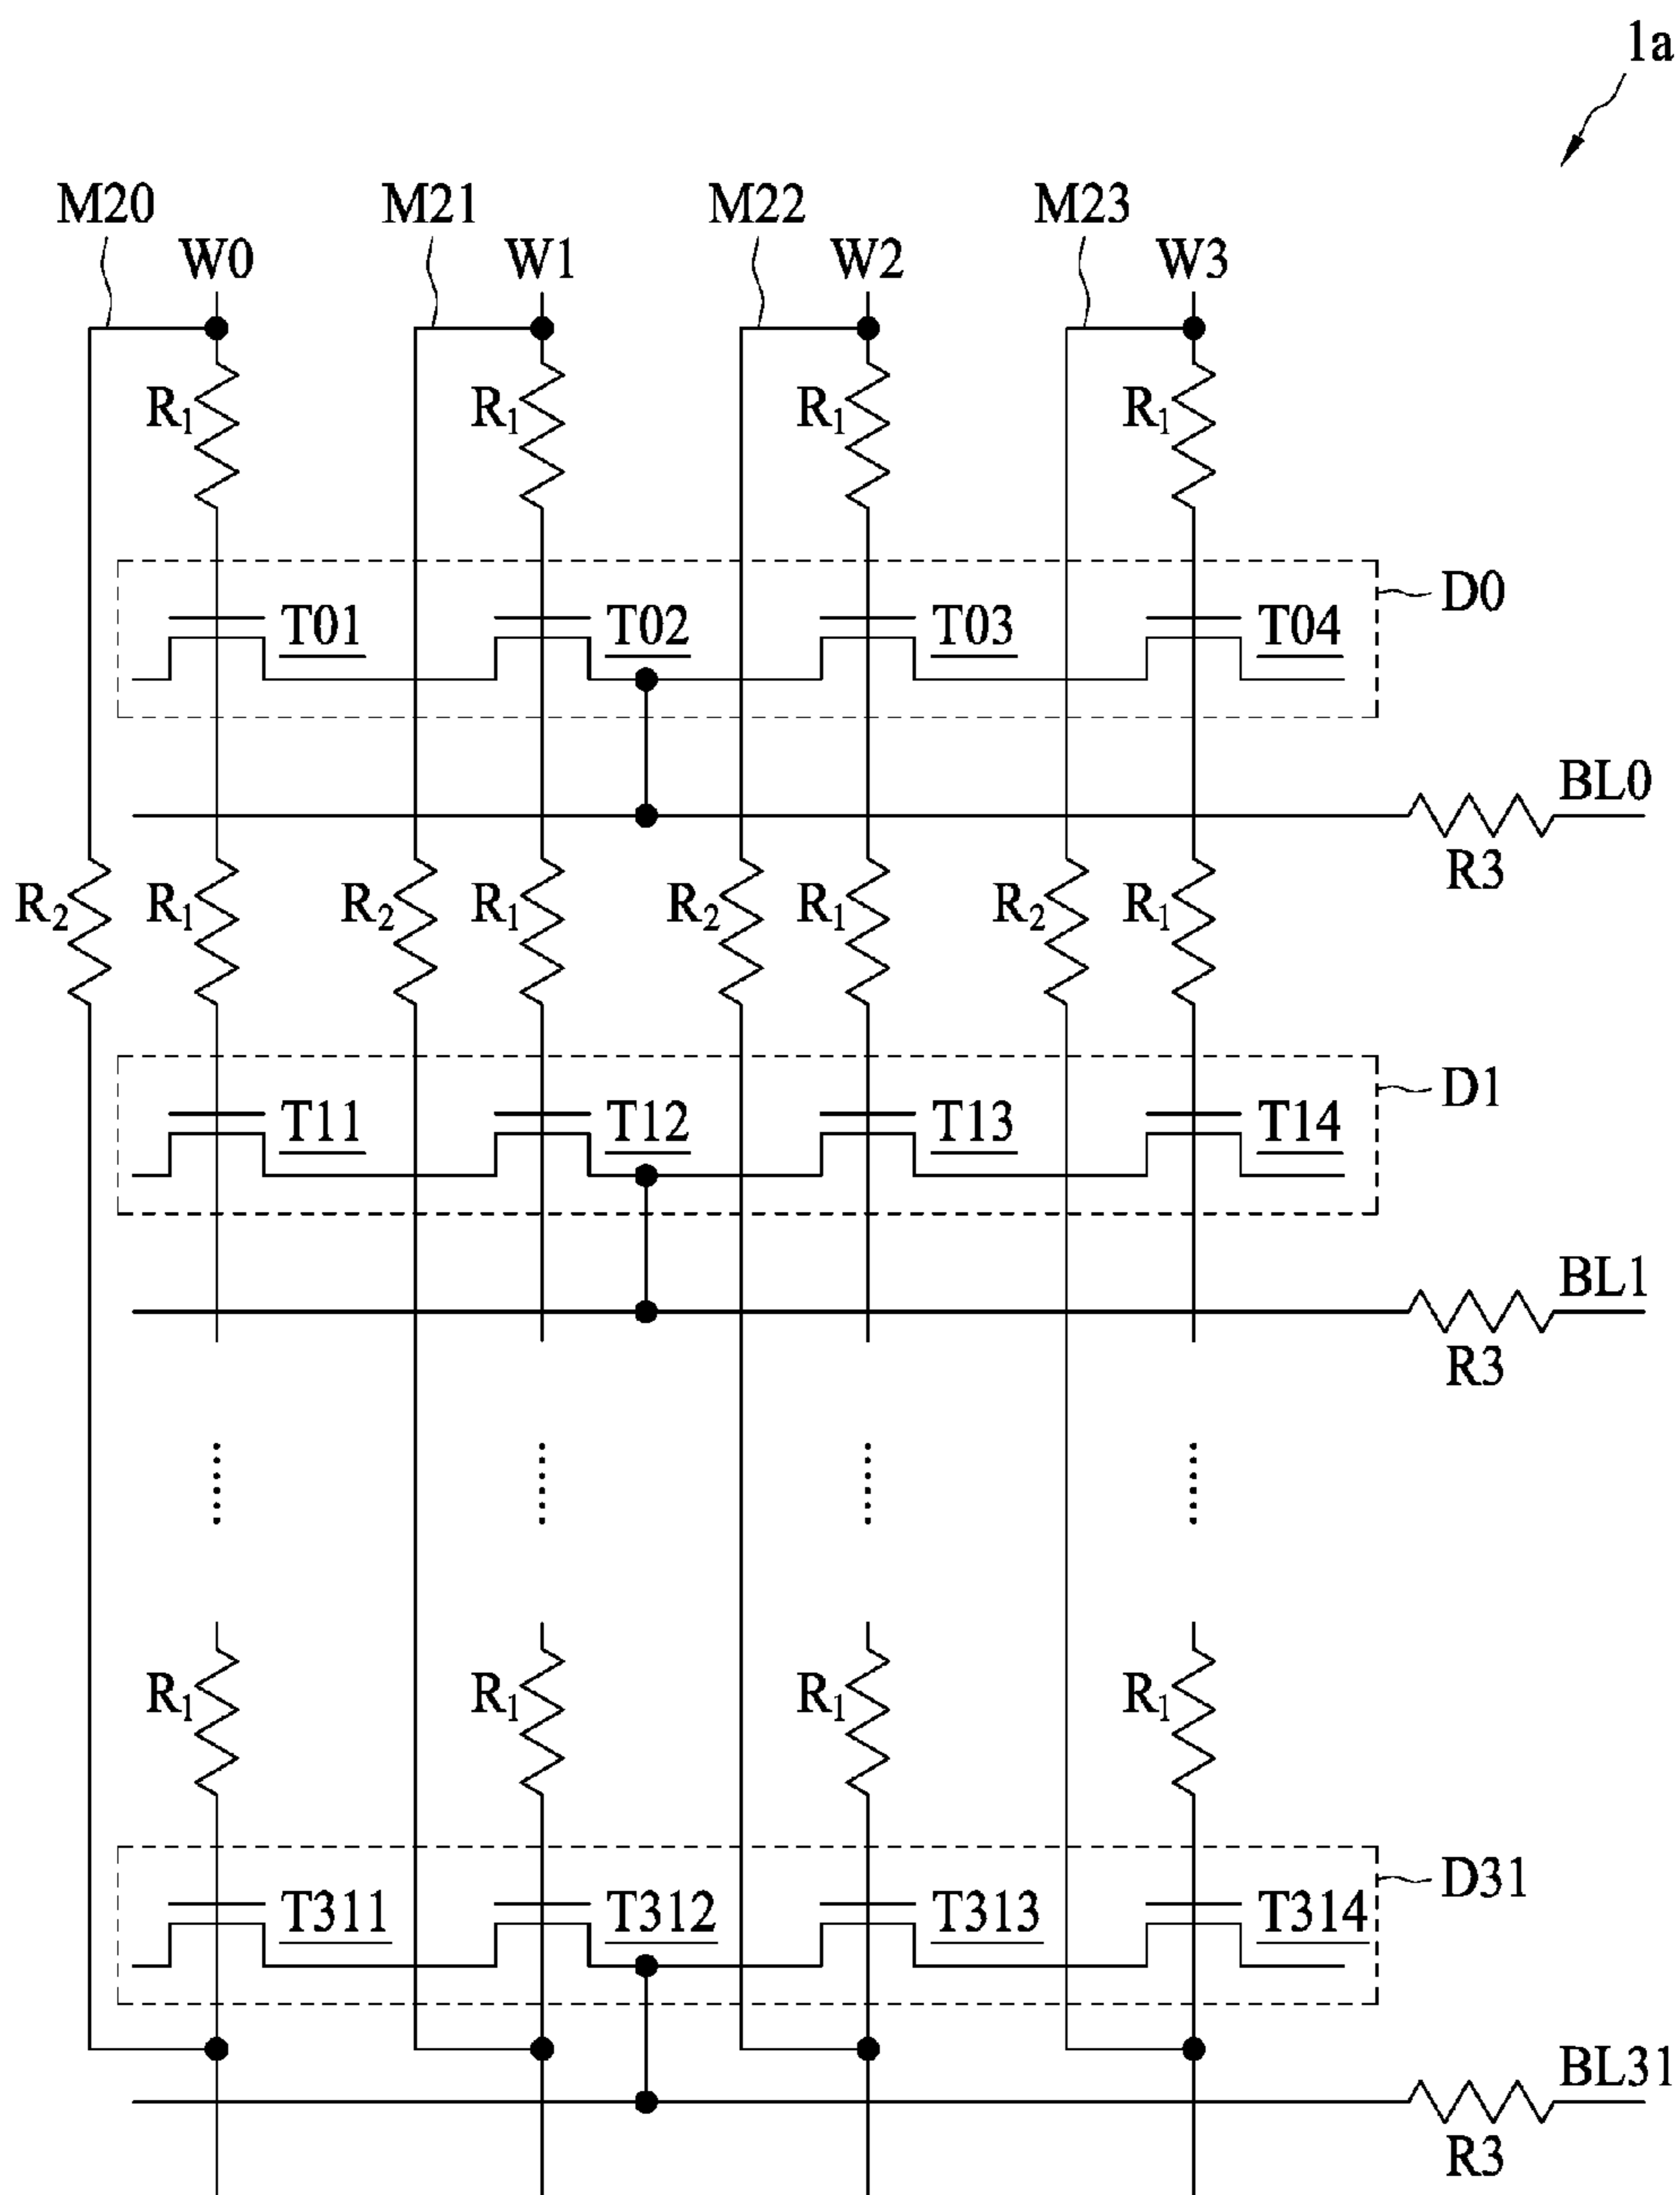 1a
M20 M21 M22 M23
W0 W1 W2 W3
R₁ R₁ R₁ R₁
D0
T01 T02 T03 T04
BL0
R3
R₂ R₁ R₂ R₁ R₂ R₁ R₂ R₁
D1
T11 T12 T13 T14
BL1
R3
R₁ R₁ R₁ R₁
D31
T311 T312 T313 T314
BL31
R3